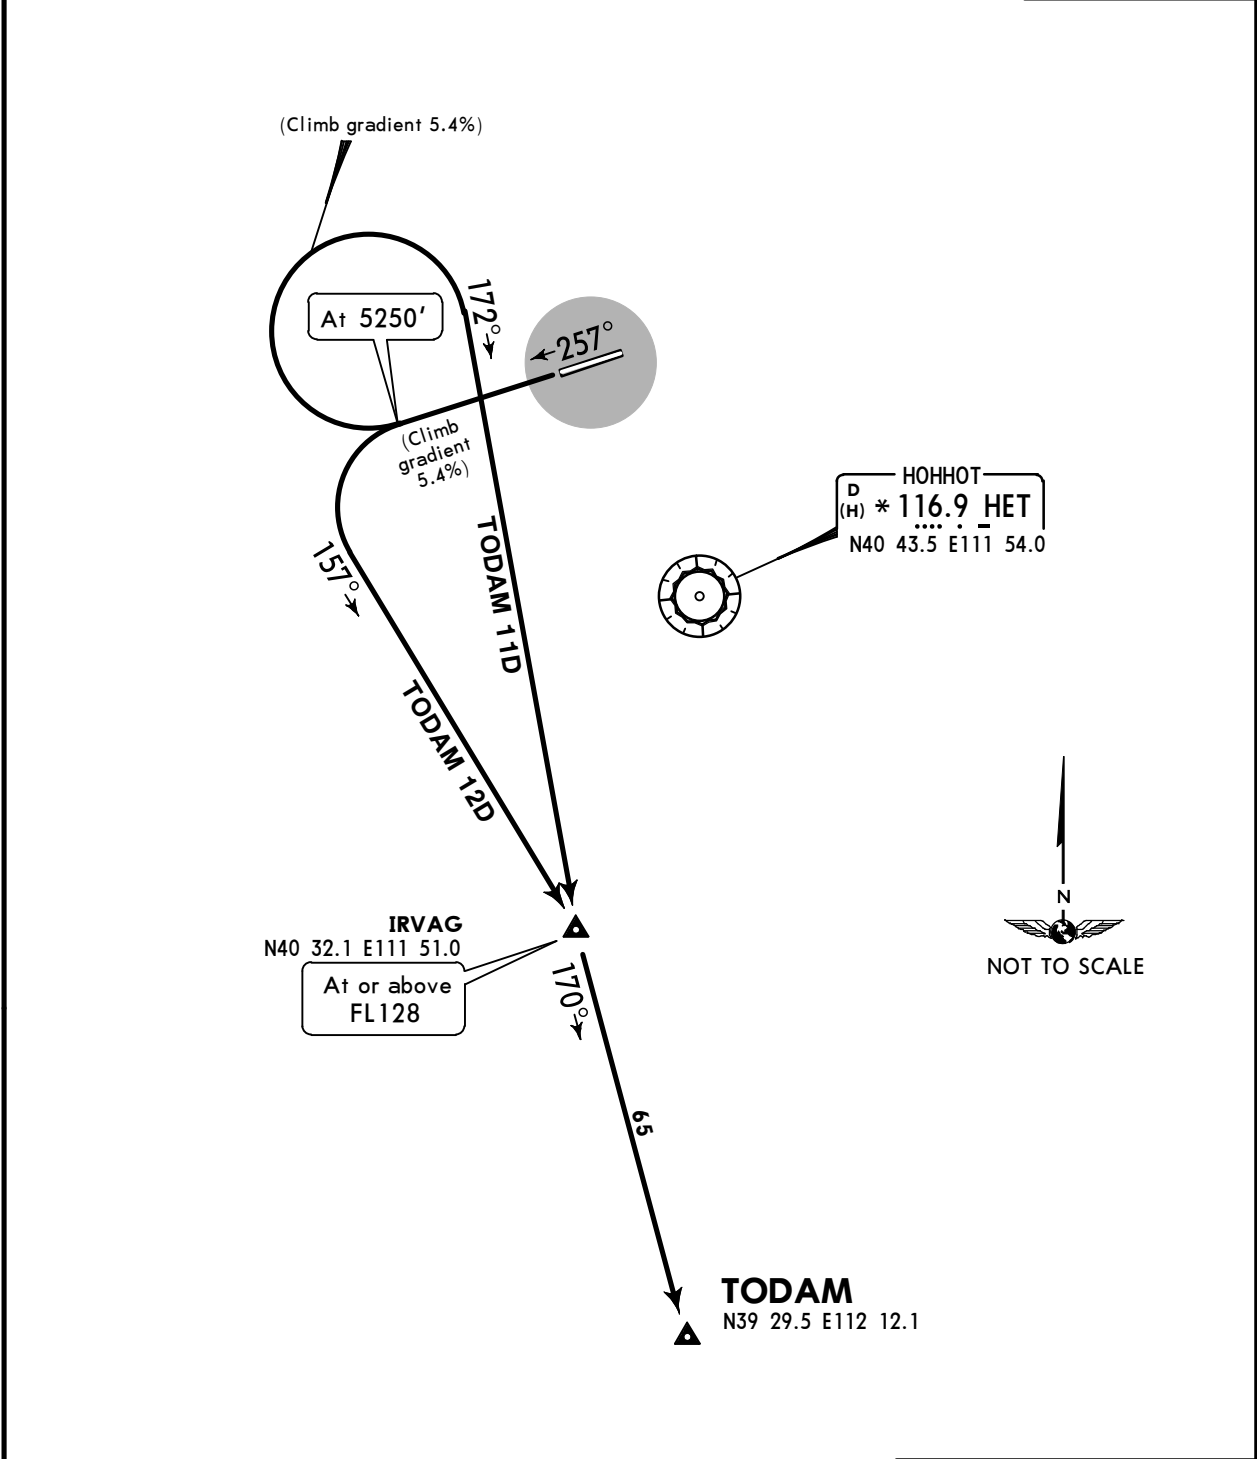 (Climb gradient 5.4%)
At 5250'
172°
257°
(Climb
gradient
5.4%)
HOHHOT
D
(H) * 116.9 HET
N40 43.5 E111 54.0
157°
TODAM 11D
TODAM 12D
IRVAG
N40 32.1 E111 51.0
At or above
FL128
170°
N
NOT TO SCALE
65
TODAM
N39 29.5 E112 12.1